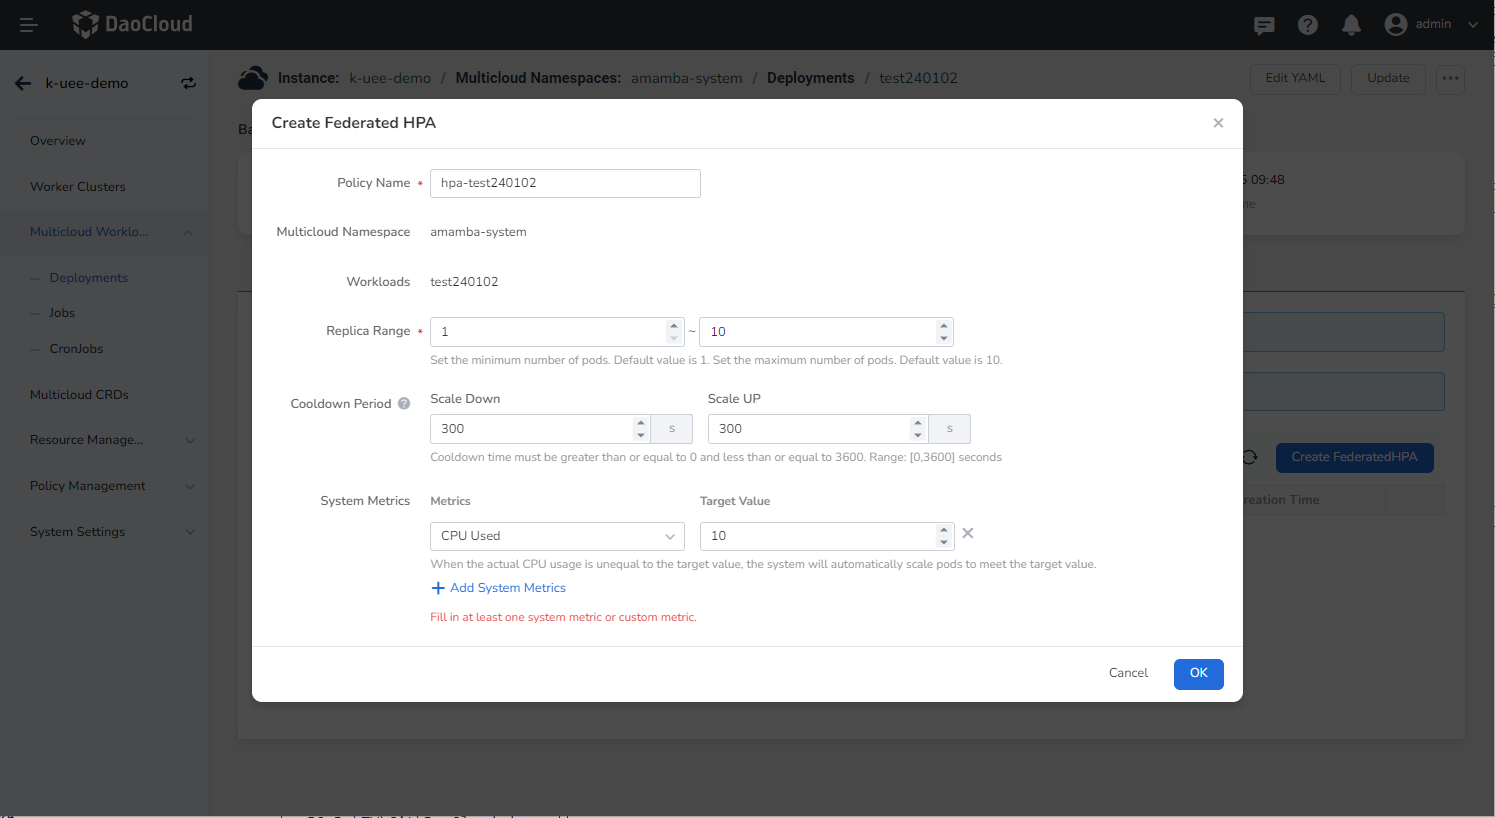 DaoCloud
admin
k-uee-demo
Instance: k-uee-demo / Multicloud Namespaces: amamba-system / Deployments / test240102
Edit YAML
Update
Overview
Worker Clusters
Multicloud Worklo...
Deployments
Jobs
CronJobs
Multicloud CRDs
Resource Manage...
Policy Management
System Settings
09:48
Create FederatedHPA
Create Federated HPA
Policy Name * hpa-test240102
Multicloud Namespace amamba-system
Workloads test240102
Replica Range * 1 ~ 10
Set the minimum number of pods. Default value is 1. Set the maximum number of pods. Default value is 10.
Cooldown Period ?
Scale Down Scale UP
300 s 300 s
Cooldown time must be greater than or equal to 0 and less than or equal to 3600. Range: [0,3600] seconds
System Metrics Metrics Target Value
CPU Used 10
When the actual CPU usage is unequal to the target value, the system will automatically scale pods to meet the target value.
Add System Metrics
Fill in at least one system metric or custom metric.
Cancel OK
reation Time